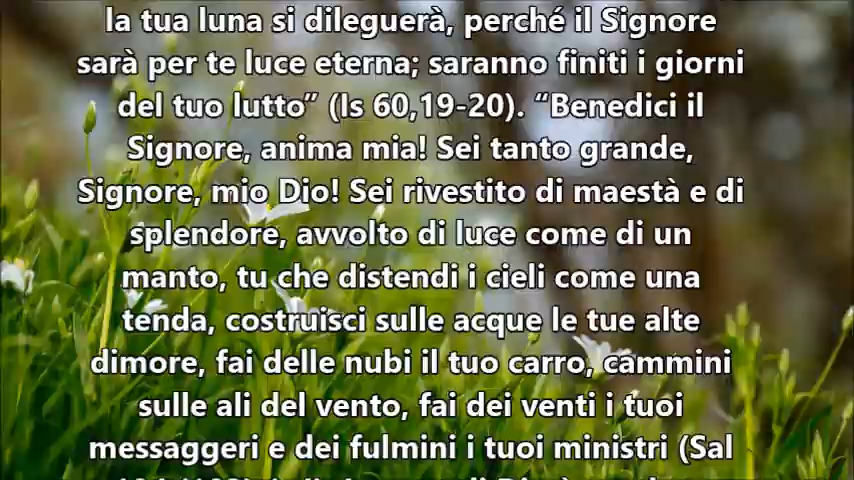 la tua luna si dileguerà, perché il Signore
sarà per te luce eterna; saranno finiti i giorni
del tuo lutto” (Is 60,19-20). “Benedici il
Signore, anima mia! Sei tanto grande,
Signore, mio Dio! Sei rivestito di maestà e di
splendore, avvolto di luce come di un
manto, tu che distendi i cieli come una
tenda, costruisci sulle acque le tue alte
dimore, fai delle nubi il tuo carro, cammini
sulle ali del vento, fai dei venti i tuoi
messaggeri e dei fulmini i tuoi ministri (Sal